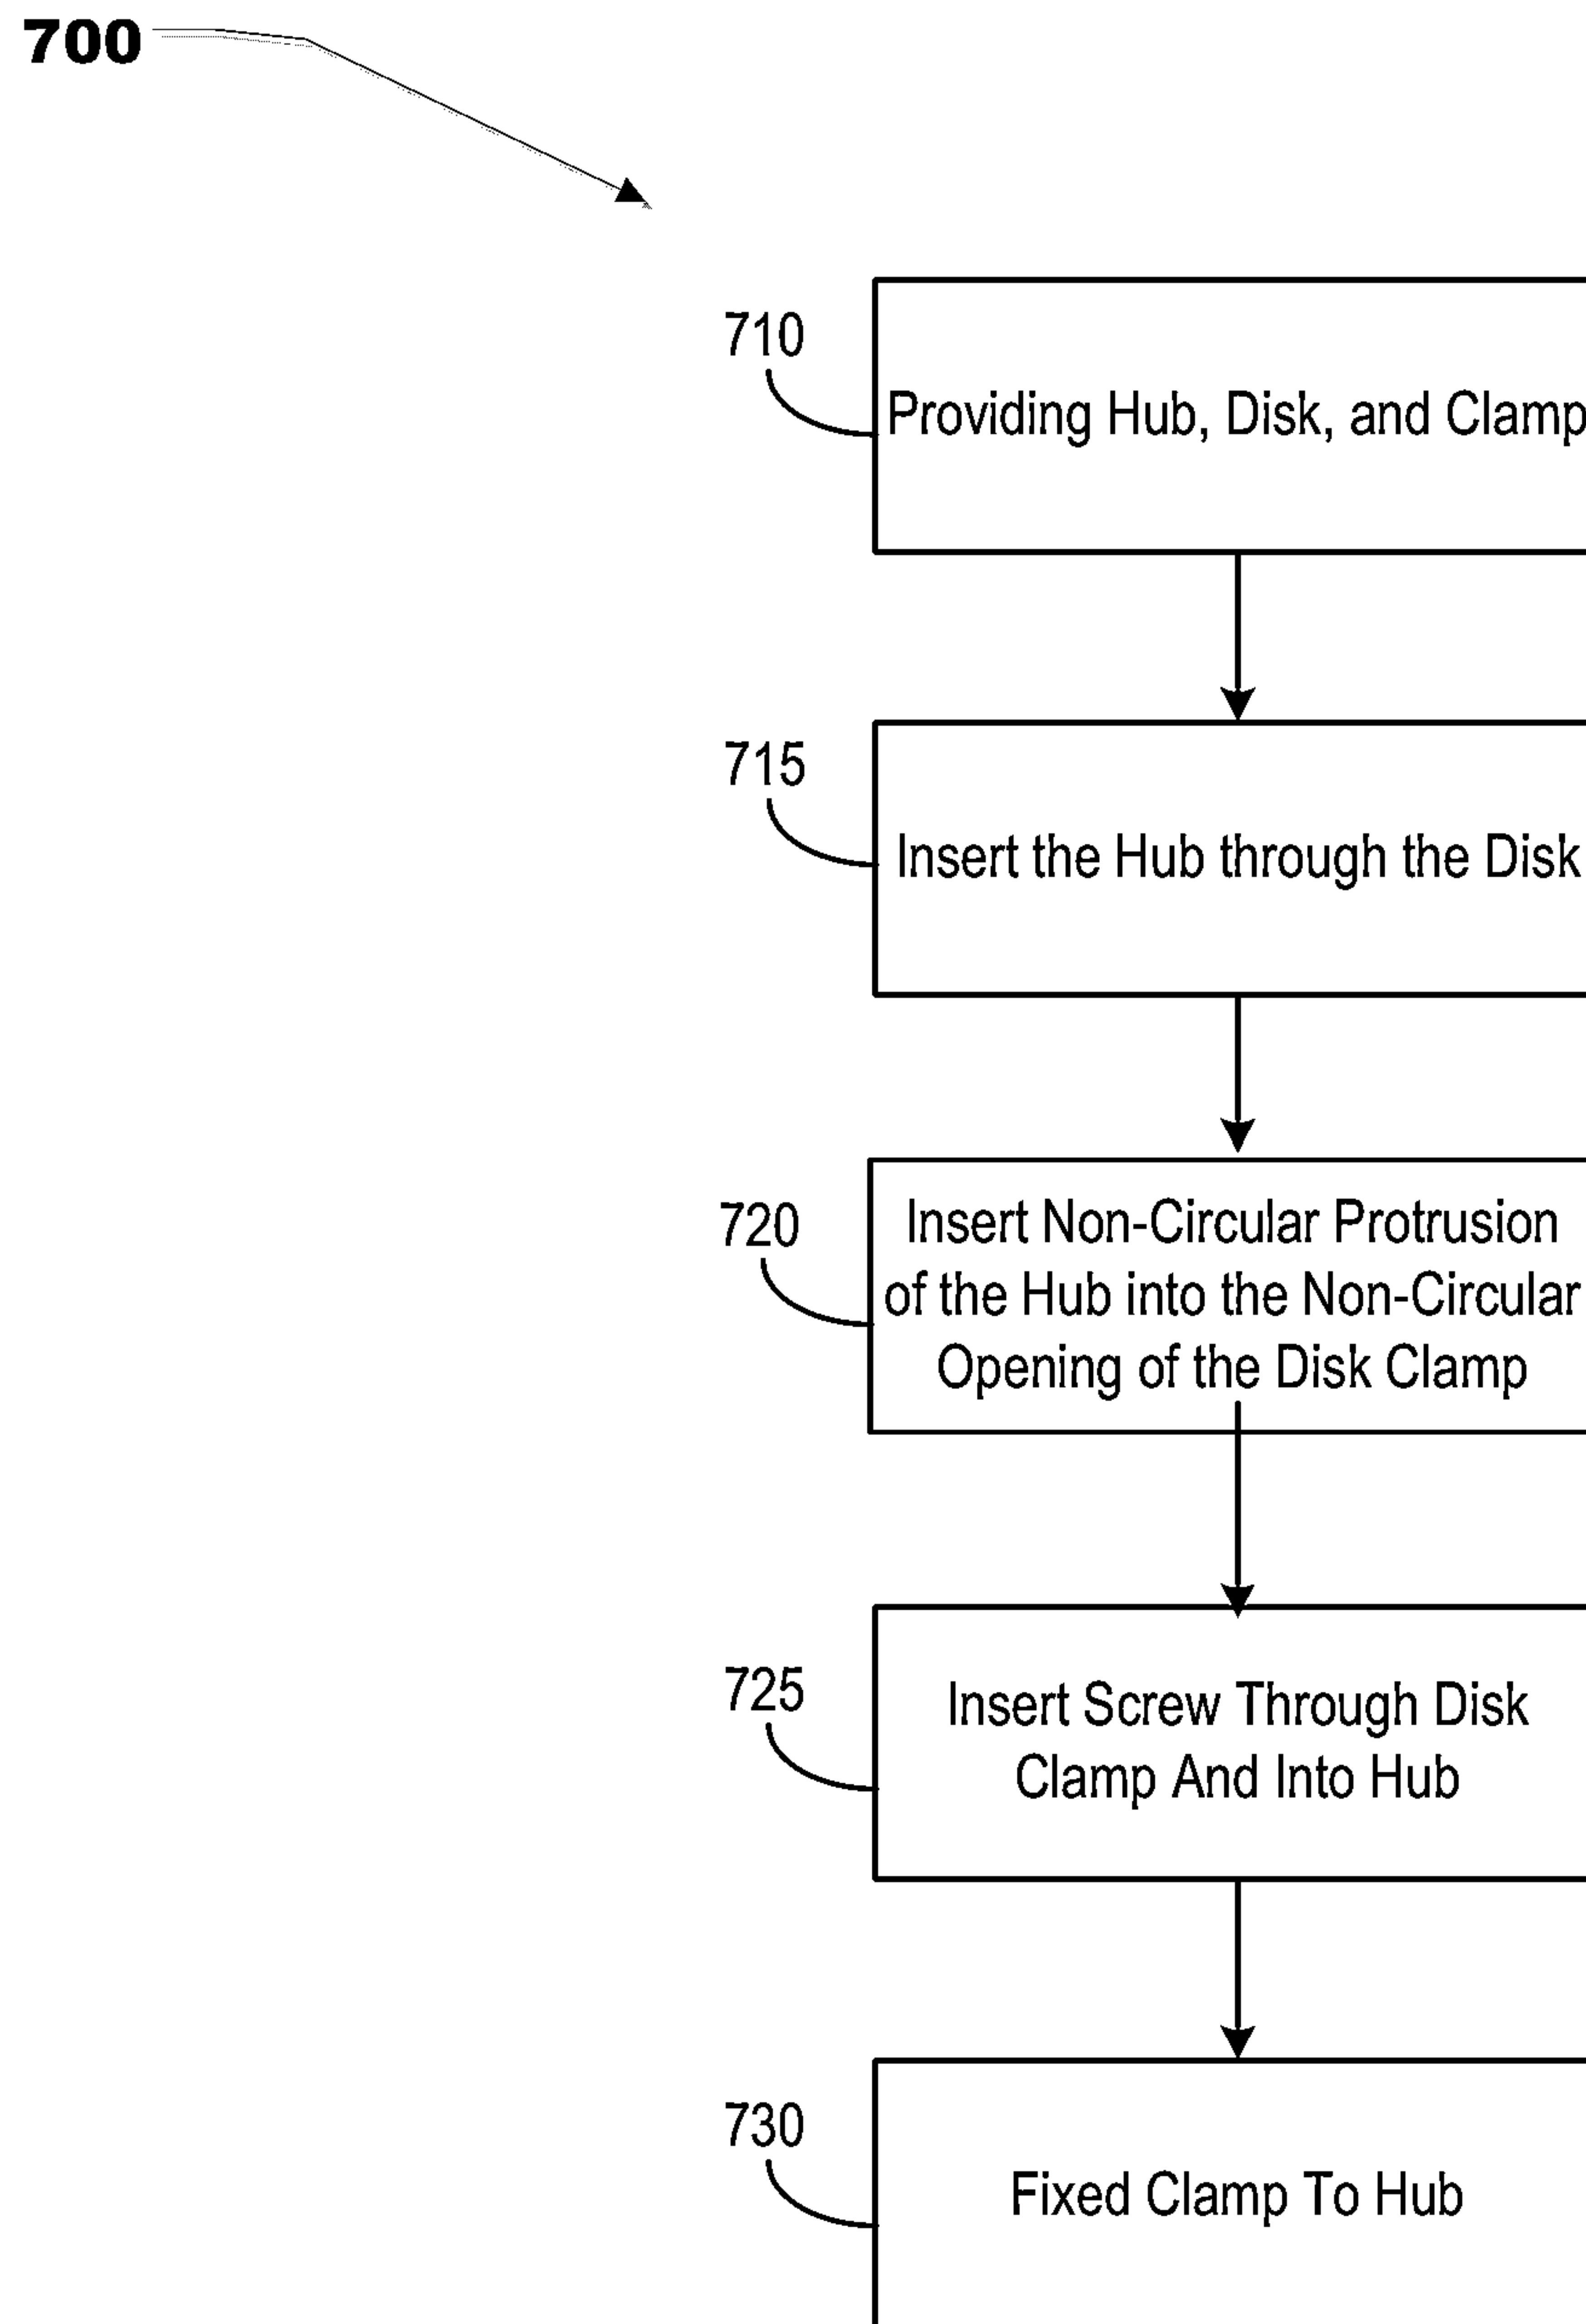 700
710
Providing Hub, Disk, and Clamp
715
Insert the Hub through the Disk
720
Insert Non-Circular Protrusion
of the Hub into the Non-Circular
Opening of the Disk Clamp
725
Insert Screw Through Disk
Clamp And Into Hub
730
Fixed Clamp To Hub